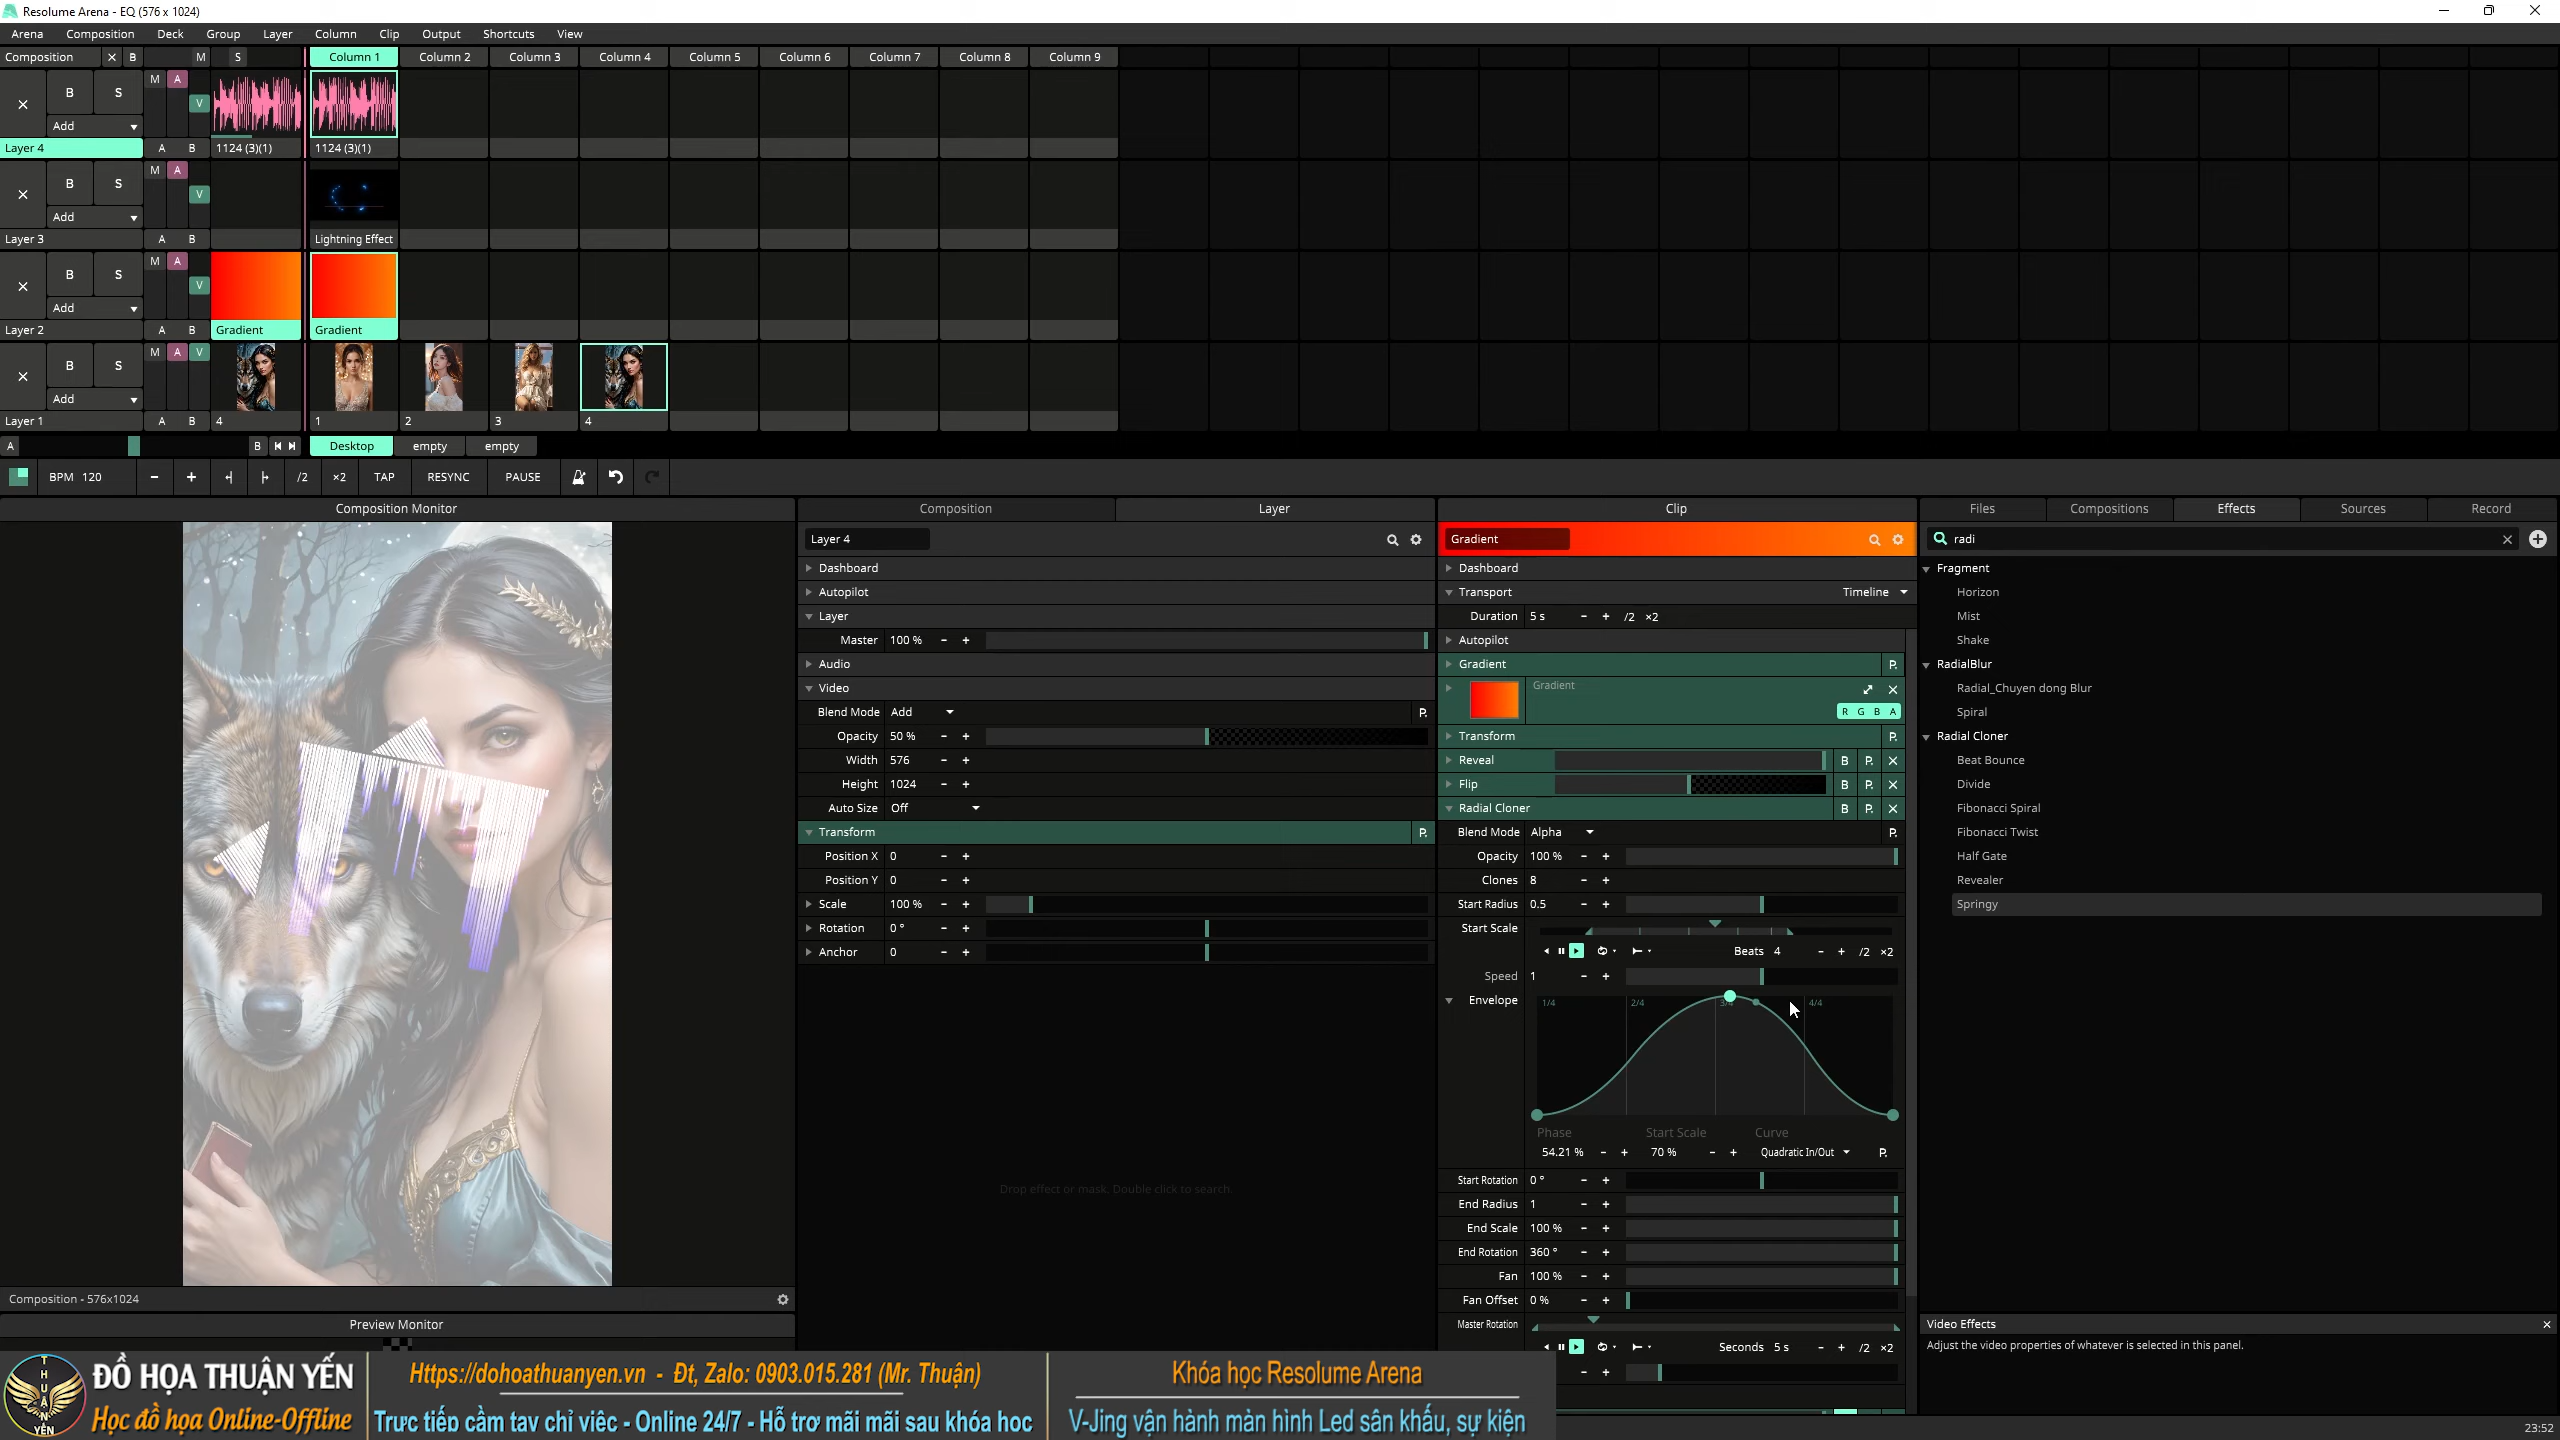 Resolume Arena - EQ (576 x 1024)
Arena Composition Deck Group Layer Column Clip Output Shortcuts View
Composition B M S Column 1 Column 2 Column 3 Column 4 Column 5 Column 6 Column 7 Column 8 Column 9
B S M A V
Add
Layer 4 A B 1124 (3)(1) 1124 (3)(1)
B S M A V
Add
Layer 3 A B Lightning Effect
B S M A V
Add
Layer 2 A B Gradient Gradient
B S M A V
Add
Layer 1 A B 4 1 2 3 4
A B Desktop empty empty
BPM 120 - + /2 ×2 TAP RESYNC PAUSE
Composition Monitor
Composition - 576x1024
Preview Monitor
Composition Layer
Layer 4
Dashboard
Autopilot
Layer
Master 100 % - +
Audio
Video
Blend Mode Add P.
Opacity 50 % - +
Width 576 - +
Height 1024 - +
Auto Size Off
Transform P.
Position X 0 - +
Position Y 0 - +
Scale 100 % - +
Rotation 0 ° - +
Anchor 0 - +
Drop effect or mask. Double click to search.
Clip
Gradient
Dashboard
Transport Timeline
Duration 5 s - + /2 ×2
Autopilot
Gradient P.
Gradient
R G B A
Transform P.
Reveal B P.
Flip B P.
Radial Cloner B P.
Blend Mode Alpha P.
Opacity 100 % - +
Clones 8 - +
Start Radius 0.5 - +
Start Scale
Beats 4 - + /2 ×2
Speed 1 - +
Envelope 1/4 2/4 3/4 4/4
Phase Start Scale Curve
54.21 % - + 70 % - + Quadratic In/Out P.
Start Rotation 0 ° - +
End Radius 1 - +
End Scale 100 % - +
End Rotation 360 ° - +
Fan 100 % - +
Fan Offset 0 % - +
Master Rotation
Seconds 5 s - + /2 ×2
- +
Files Compositions Effects Sources Record
radi
Fragment
Horizon
Mist
Shake
RadialBlur
Radial_Chuyen dong Blur
Spiral
Radial Cloner
Beat Bounce
Divide
Fibonacci Spiral
Fibonacci Twist
Half Gate
Revealer
Springy
Video Effects
Adjust the video properties of whatever is selected in this panel.
THUẬN YẾN
ĐỒ HỌA THUẬN YẾN
Học đồ họa Online-Offline
Https://dohoathuanyen.vn - Đt, Zalo: 0903.015.281 (Mr. Thuận)
Trực tiếp cầm tay chỉ việc - Online 24/7 - Hỗ trợ mãi mãi sau khóa học
Khóa học Resolume Arena
V-Jing vận hành màn hình Led sân khấu, sự kiện
23:52